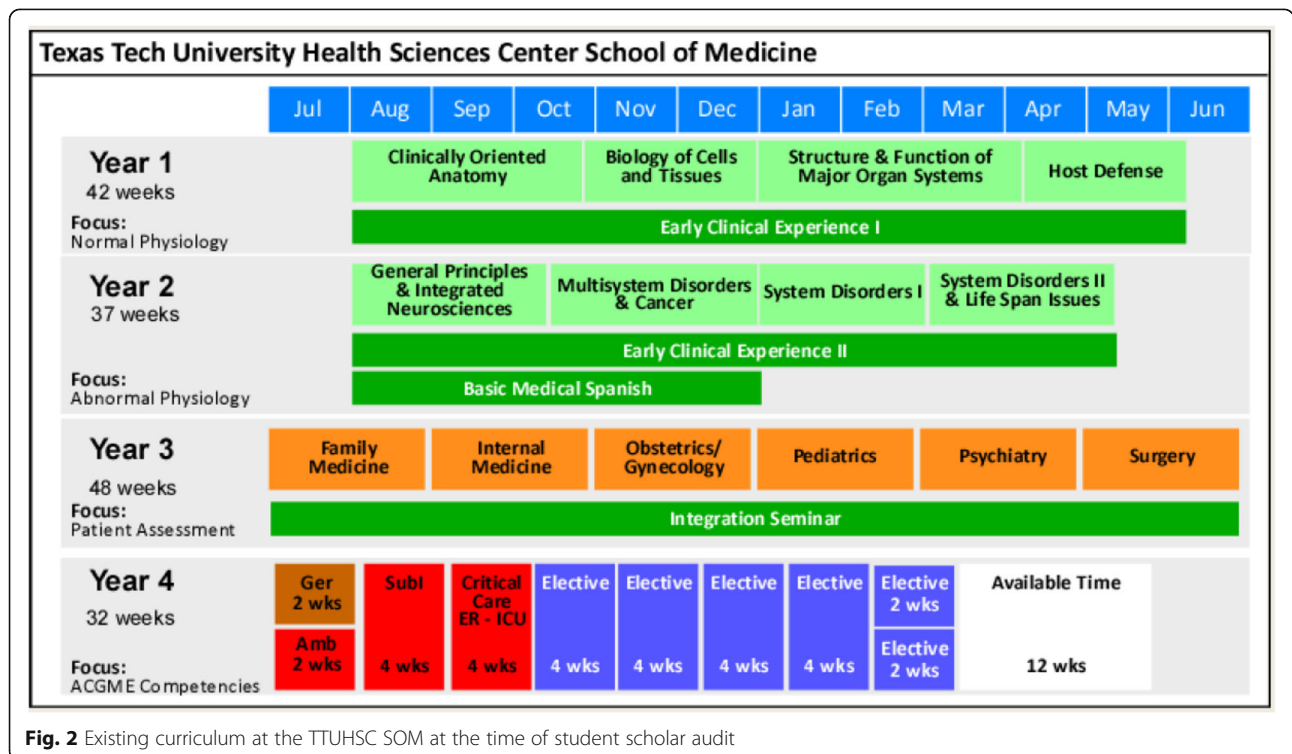 Texas Tech University Health Sciences Center School of Medicine
Jul Aug Sep Oct Nov Dec Jan Feb Mar Apr May Jun
Year 1
42 weeks
Focus:
Normal Physiology
Clinically Oriented
Anatomy
Biology of Cells
and Tissues
Structure & Function of
Major Organ Systems
Host Defense
Early Clinical Experience I
Year 2
37 weeks
Focus:
Abnormal Physiology
General Principles
& Integrated
Neurosciences
Multisystem Disorders
& Cancer
System Disorders I
System Disorders II
& Life Span Issues
Early Clinical Experience II
Basic Medical Spanish
Year 3
48 weeks
Focus:
Patient Assessment
Family
Medicine
Internal
Medicine
Obstetrics/
Gynecology
Pediatrics
Psychiatry
Surgery
Integration Seminar
Year 4
32 weeks
Focus:
ACGME Competencies
Ger
2 wks
Amb
2 wks
SubI
4 wks
Critical
Care
ER - ICU
4 wks
Elective
4 wks
Elective
4 wks
Elective
4 wks
Elective
4 wks
Elective
2 wks
Elective
2 wks
Available Time
12 wks
Fig. 2 Existing curriculum at the TTUHSC SOM at the time of student scholar audit